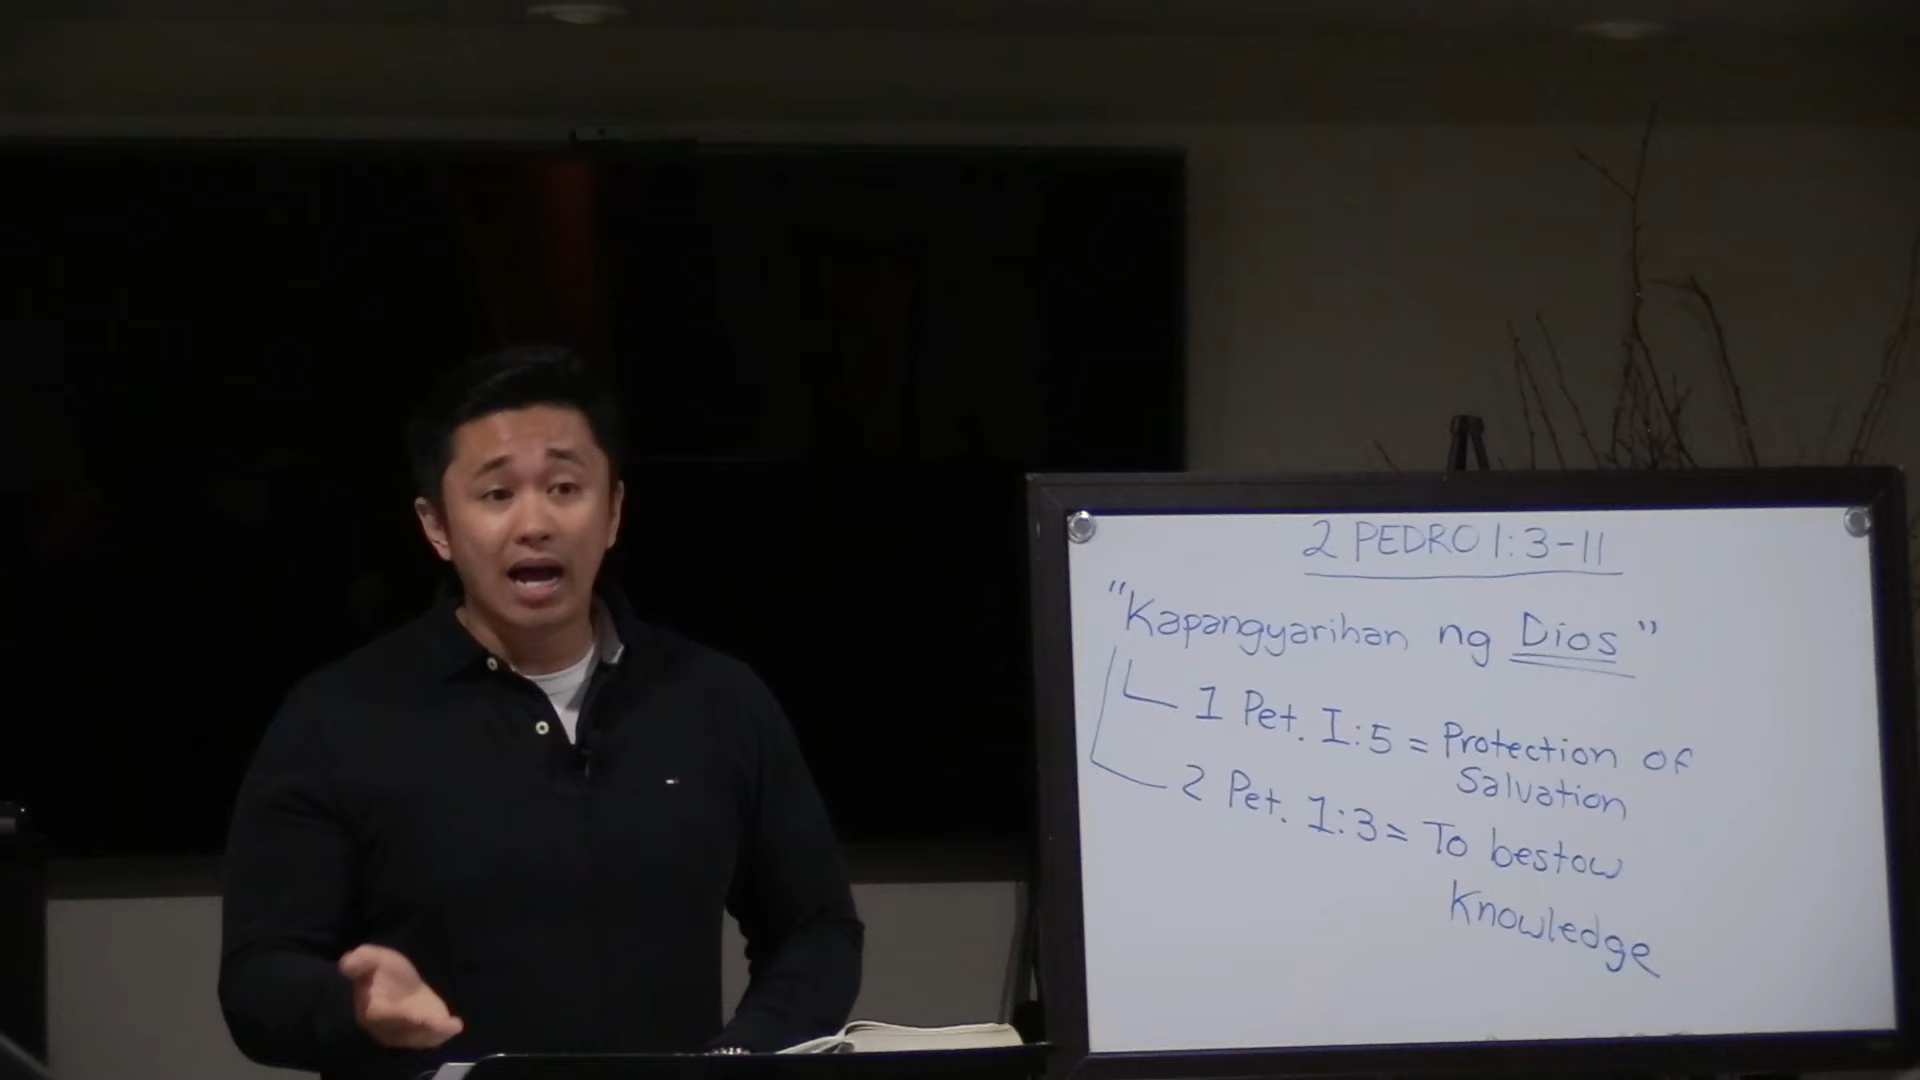 2 PEDRO 1:3-11
"Kapangyarihan ng Dios"
1 Pet. I:5 = Protection of
Salvation
2 Pet. 1:3 = To bestow
Knowledge